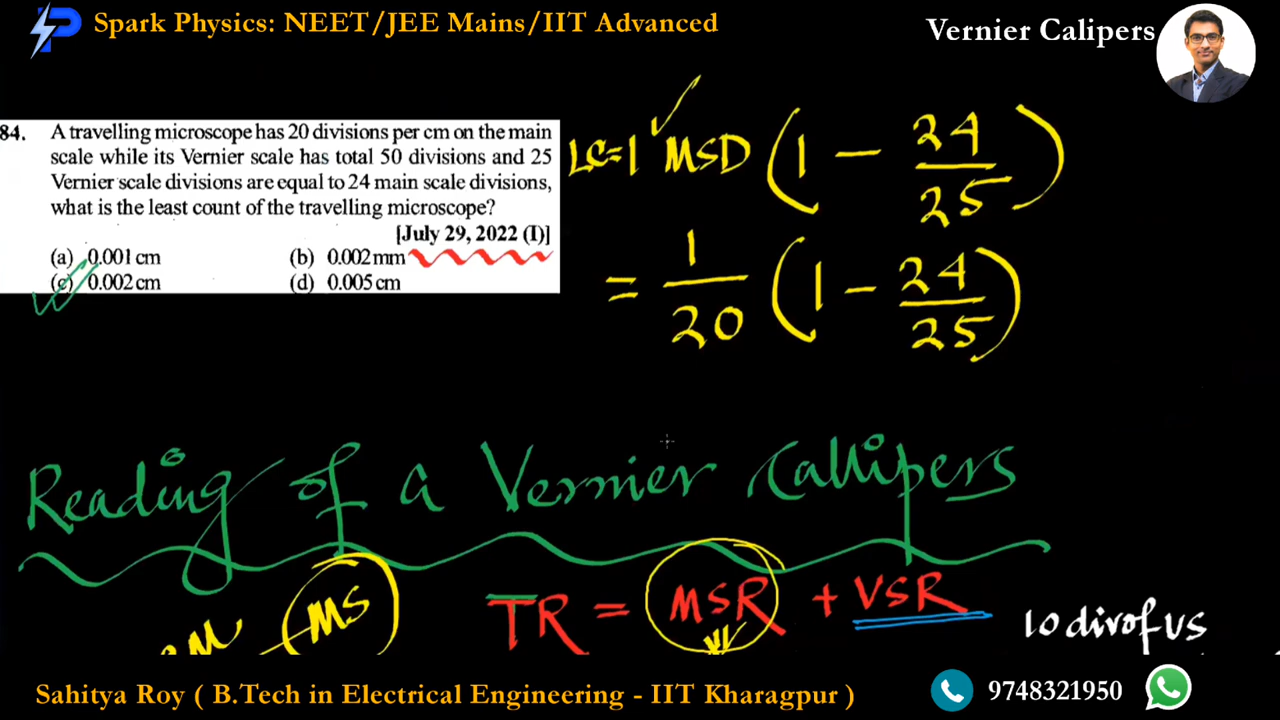 Spark Physics: NEET/JEE Mains/IIT Advanced
Vernier Calipers
84. A travelling microscope has 20 divisions per cm on the main
scale while its Vernier scale has total 50 divisions and 25
Vernier scale divisions are equal to 24 main scale divisions,
what is the least count of the travelling microscope?
[July 29, 2022 (I)]
(a) 0.001 cm (b) 0.002 mm
(c) 0.002 cm (d) 0.005 cm
LC = 1 MSD (1 - 24/25)
= 1/20 (1 - 24/25)
Reading of a Vernier Callipers
MS
TR = MSR + VSR
10 div of VS
Sahitya Roy ( B.Tech in Electrical Engineering - IIT Kharagpur )
9748321950